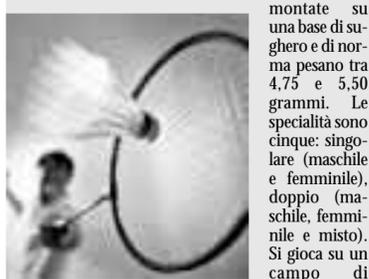 montate su
una base di su-
ghero e di nor-
ma pesano tra
4,75 e 5,50
grammi. Le
specialità sono
cinque: singo-
lare (maschile
e femminile),
doppio (ma-
schile, femmi-
nile e misto).
Si gioca su un
campo di